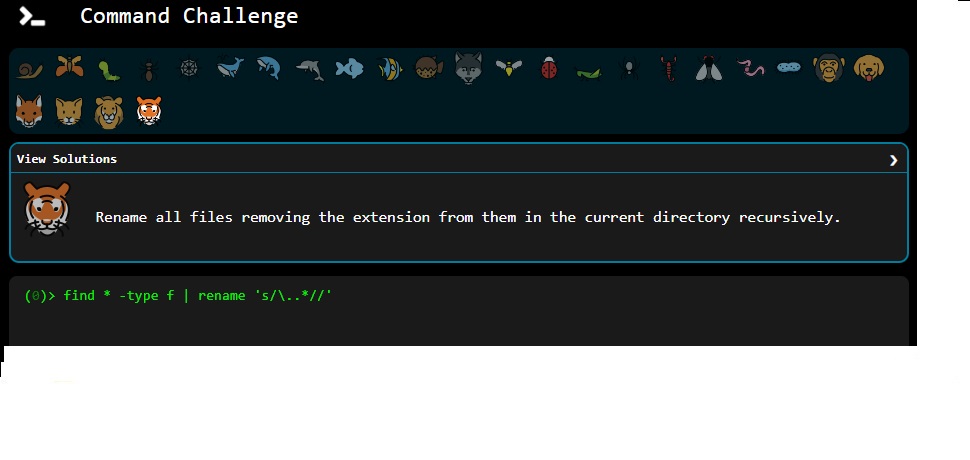 Command Challenge
View Solutions
Rename all files removing the extension from them in the current directory recursively.
(0)> find * -type f | rename 's/\..*//'